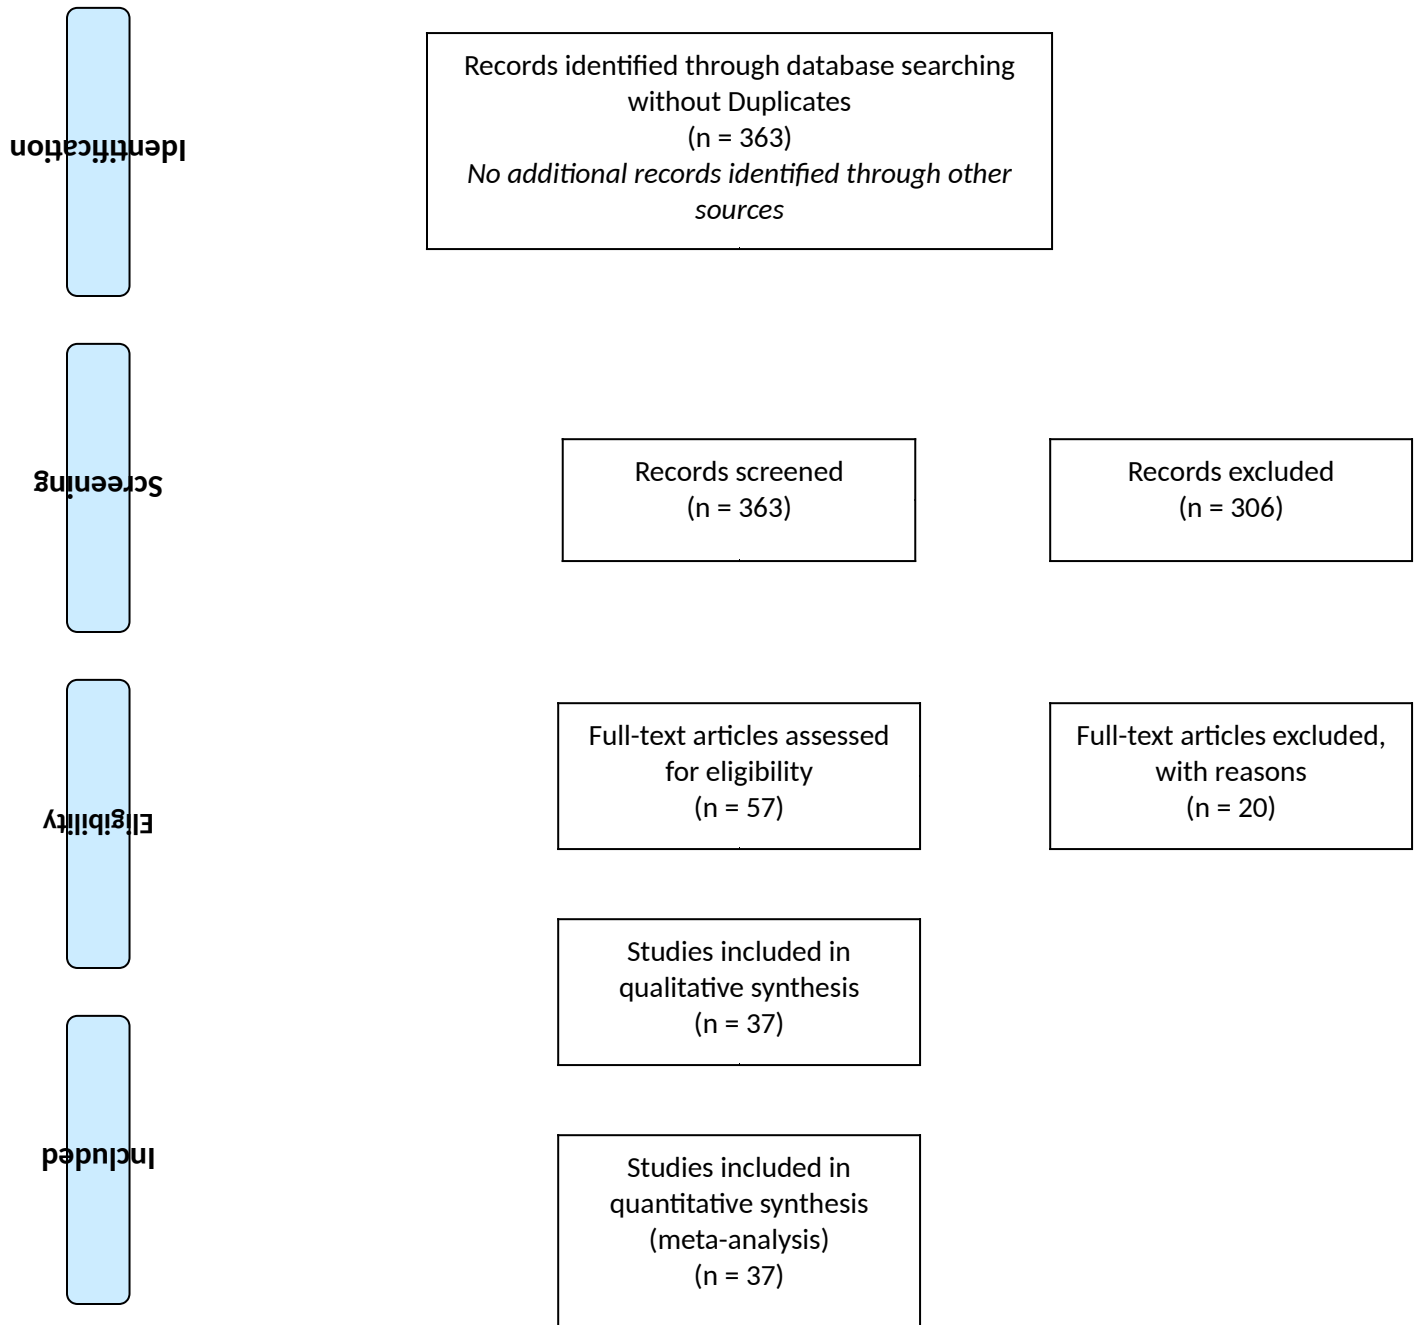 Identification
Records identified through database searching
without Duplicates
(n = 363)
No additional records identified through other
sources
Screening
Records screened
(n = 363)
Records excluded
(n = 306)
Eligibility
Full-text articles assessed
for eligibility
(n = 57)
Full-text articles excluded,
with reasons
(n = 20)
Studies included in
qualitative synthesis
(n = 37)
Included
Studies included in
quantitative synthesis
(meta-analysis)
(n = 37)